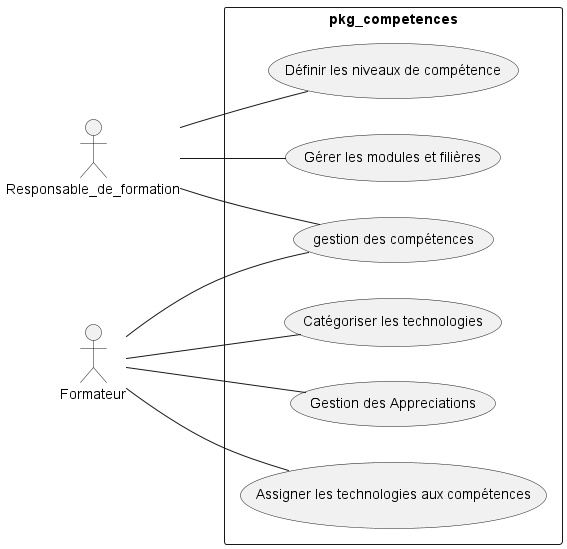 pkg_competences
Définir les niveaux de compétence
Gérer les modules et filières
Responsable_de_formation
gestion des compétences
Catégoriser les technologies
Formateur
Gestion des Appreciations
Assigner les technologies aux compétences